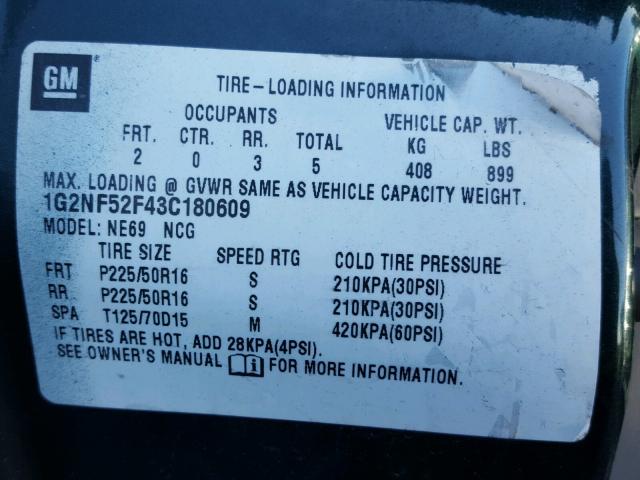 GM ®
TIRE-LOADING INFORMATION
OCCUPANTS VEHICLE CAP. WT.
FRT. CTR. RR. TOTAL KG LBS
2 0 3 5 408 899
MAX. LOADING @ GVWR SAME AS VEHICLE CAPACITY WEIGHT.
1G2NF52F43C180609
MODEL: NE69 NCG
TIRE SIZE SPEED RTG COLD TIRE PRESSURE
FRT P225/50R16 S 210KPA(30PSI)
RR P225/50R16 S 210KPA(30PSI)
SPA T125/70D15 M 420KPA(60PSI)
IF TIRES ARE HOT, ADD 28KPA(4PSI).
SEE OWNER'S MANUAL i FOR MORE INFORMATION.